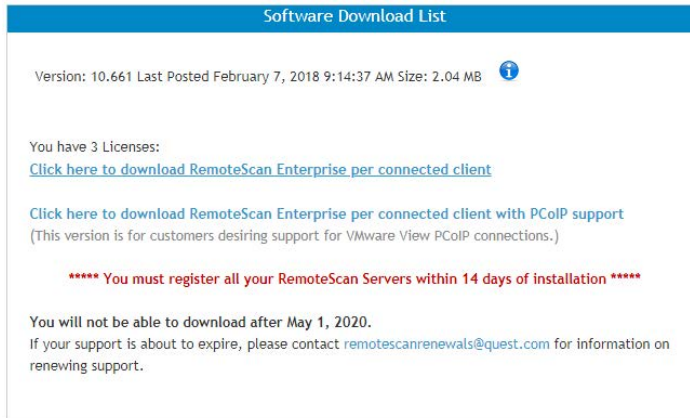 Software Download List
Version: 10.661 Last Posted February 7, 2018 9:14:37 AM Size: 2.04 MB
You have 3 Licenses:
Click here to download RemoteScan Enterprise per connected client
Click here to download RemoteScan Enterprise per connected client with PCoIP support
(This version is for customers desiring support for VMware View PCoIP connections.)
***** You must register all your RemoteScan Servers within 14 days of installation *****
You will not be able to download after May 1, 2020.
If your support is about to expire, please contact remotescanrenewals@quest.com for information on
renewing support.